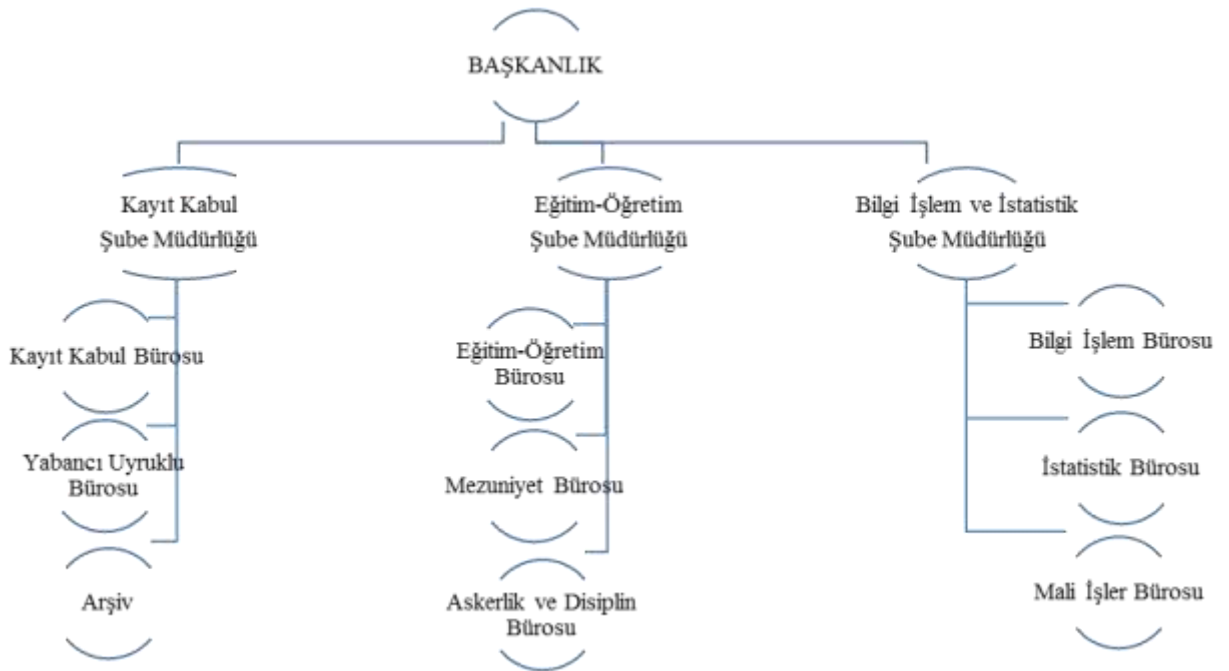 BAŞKANLIK
Kayıt Kabul
Şube Müdürlüğü
Eğitim-Öğretim
Şube Müdürlüğü
Bilgi İşlem ve İstatistik
Şube Müdürlüğü
Kayıt Kabul Bürosu
Yabancı Uyruklu
Bürosu
Arşiv
Eğitim-Öğretim
Bürosu
Mezuniyet Bürosu
Askerlik ve Disiplin
Bürosu
Bilgi İşlem Bürosu
İstatistik Bürosu
Mali İşler Bürosu